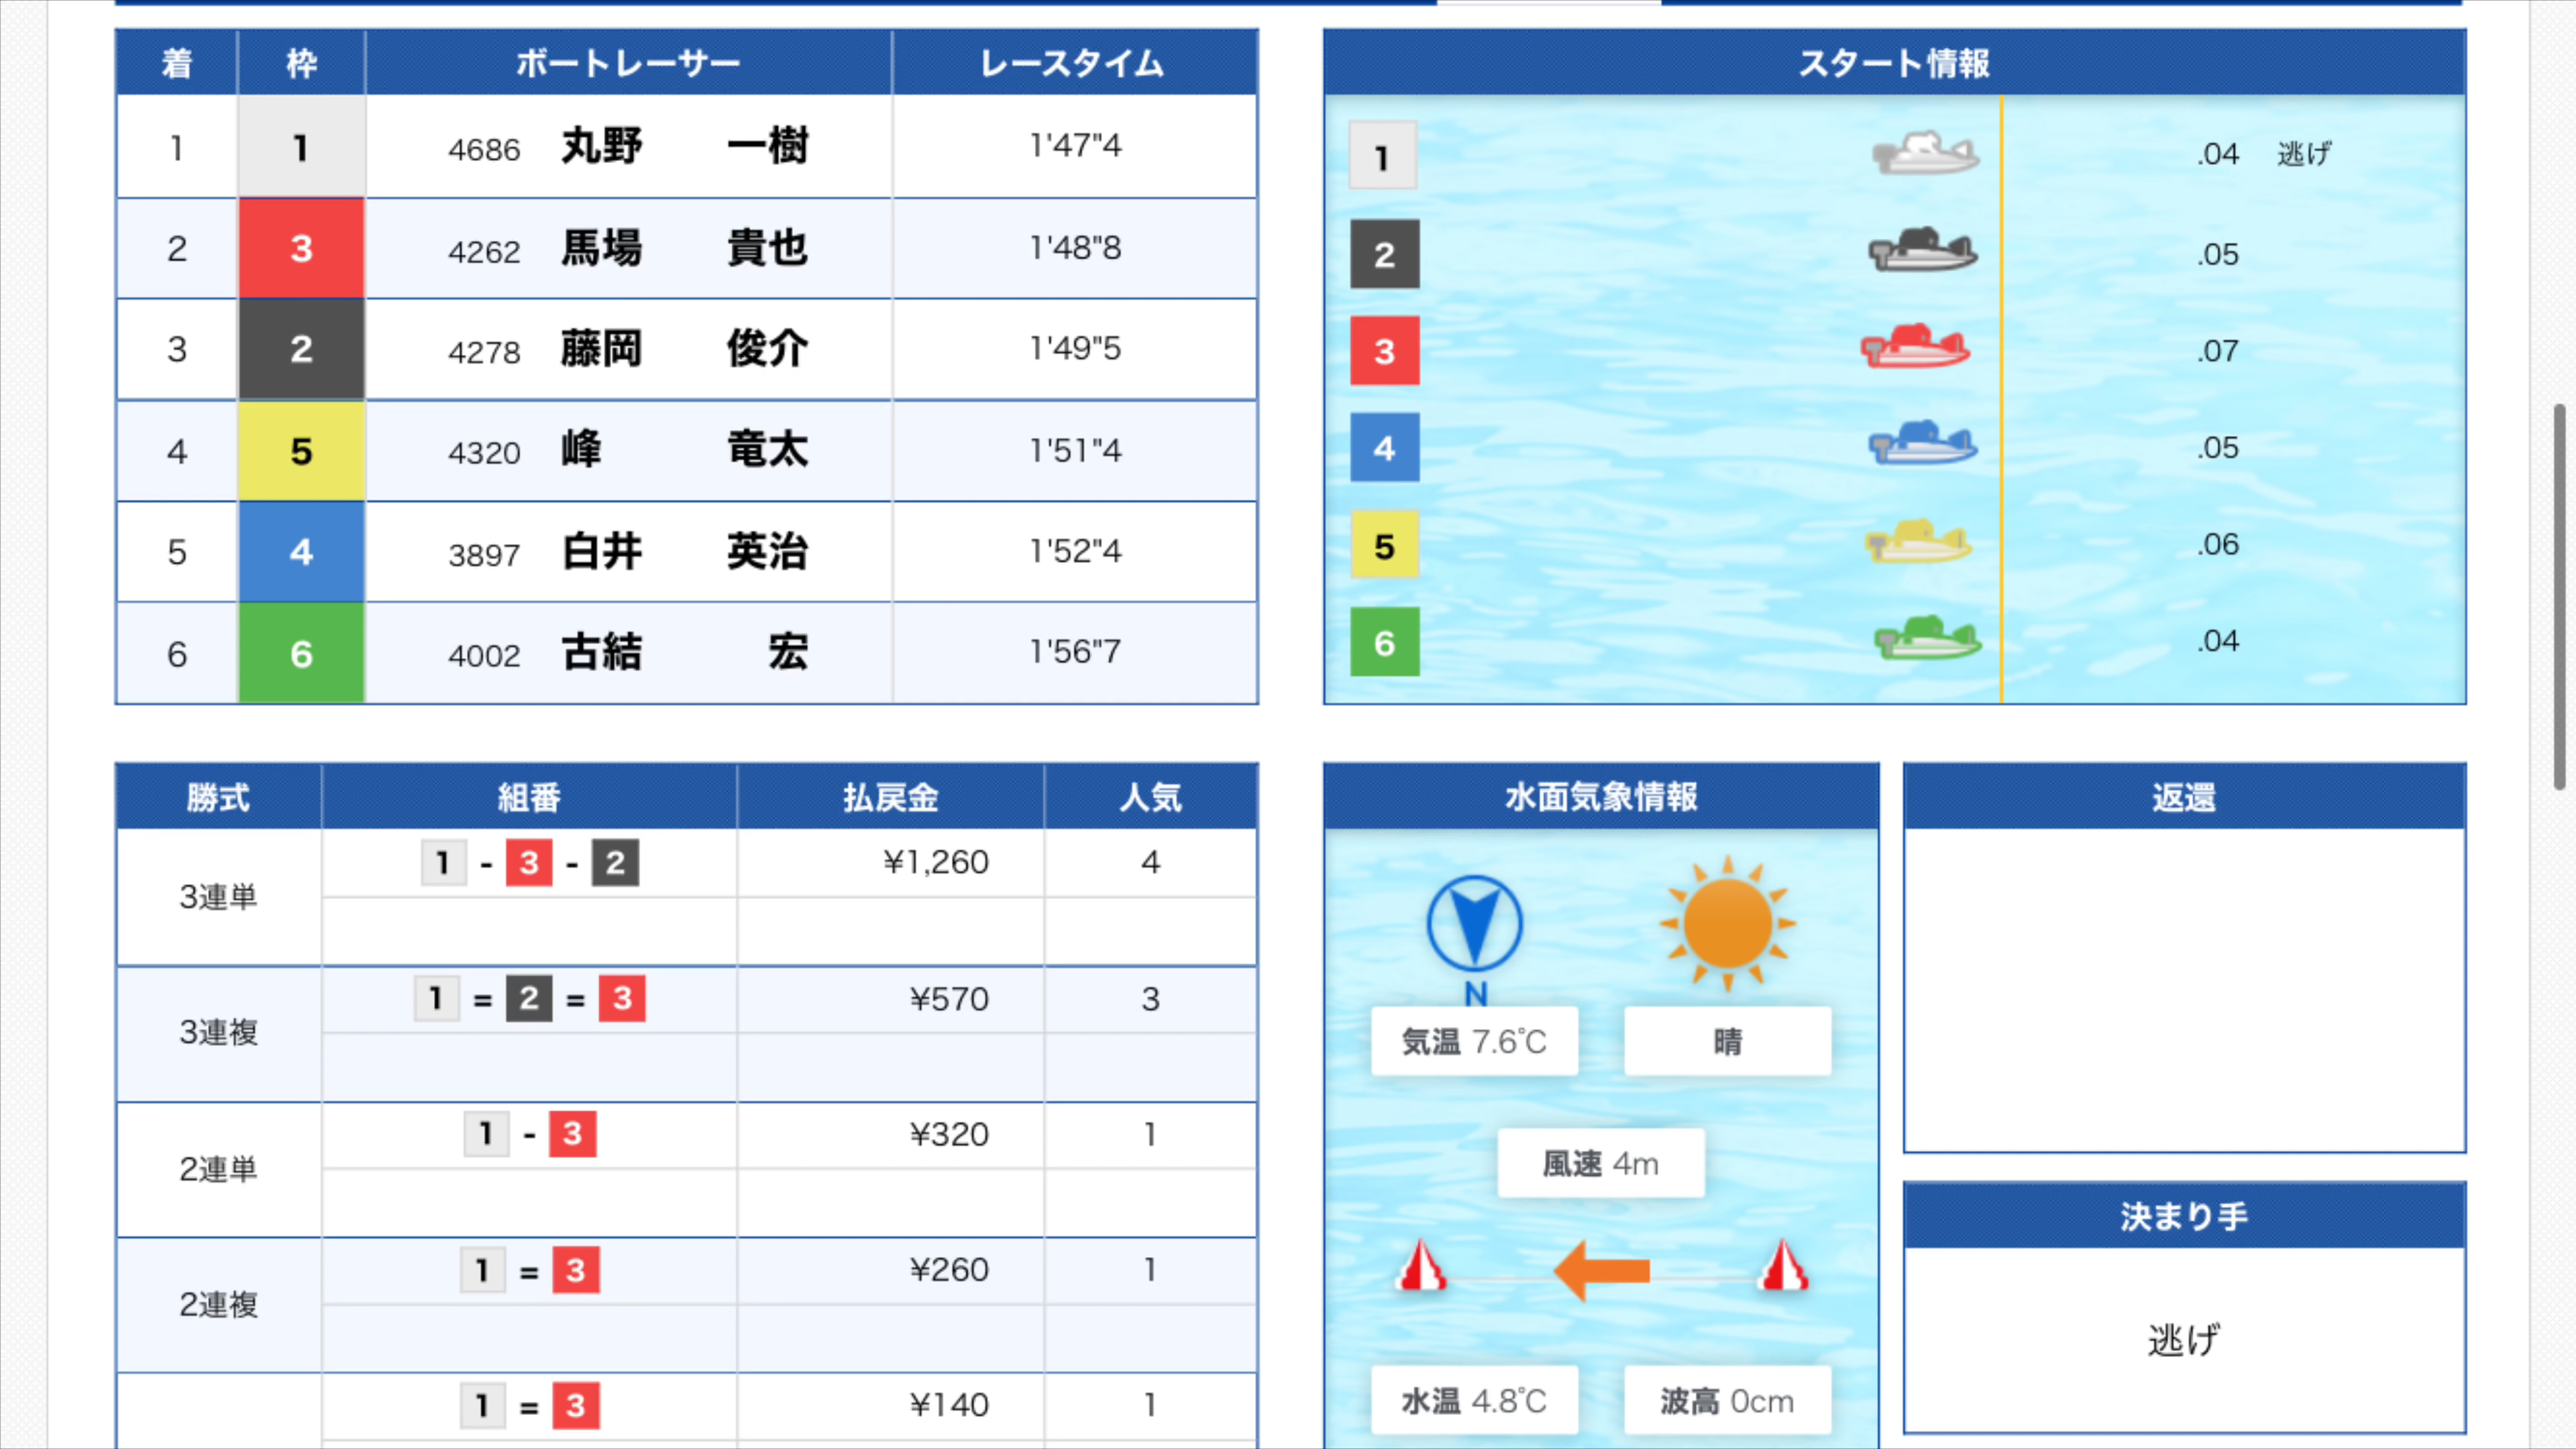 着 枠 ボートレーサー レースタイム
1 1 4686 丸野 一樹 1'47"4
2 3 4262 馬場 貴也 1'48"8
3 2 4278 藤岡 俊介 1'49"5
4 5 4320 峰 竜太 1'51"4
5 4 3897 白井 英治 1'52"4
6 6 4002 古結 宏 1'56"7
スタート情報
1 .04 逃げ
2 .05
3 .07
4 .05
5 .06
6 .04
勝式 組番 払戻金 人気
3連単 1 - 3 - 2 ¥1,260 4
3連複 1 = 2 = 3 ¥570 3
2連単 1 - 3 ¥320 1
2連複 1 = 3 ¥260 1
1 = 3 ¥140 1
水面気象情報
N
気温 7.6℃ 晴
風速 4m
水温 4.8℃ 波高 0cm
返還
決まり手
逃げ